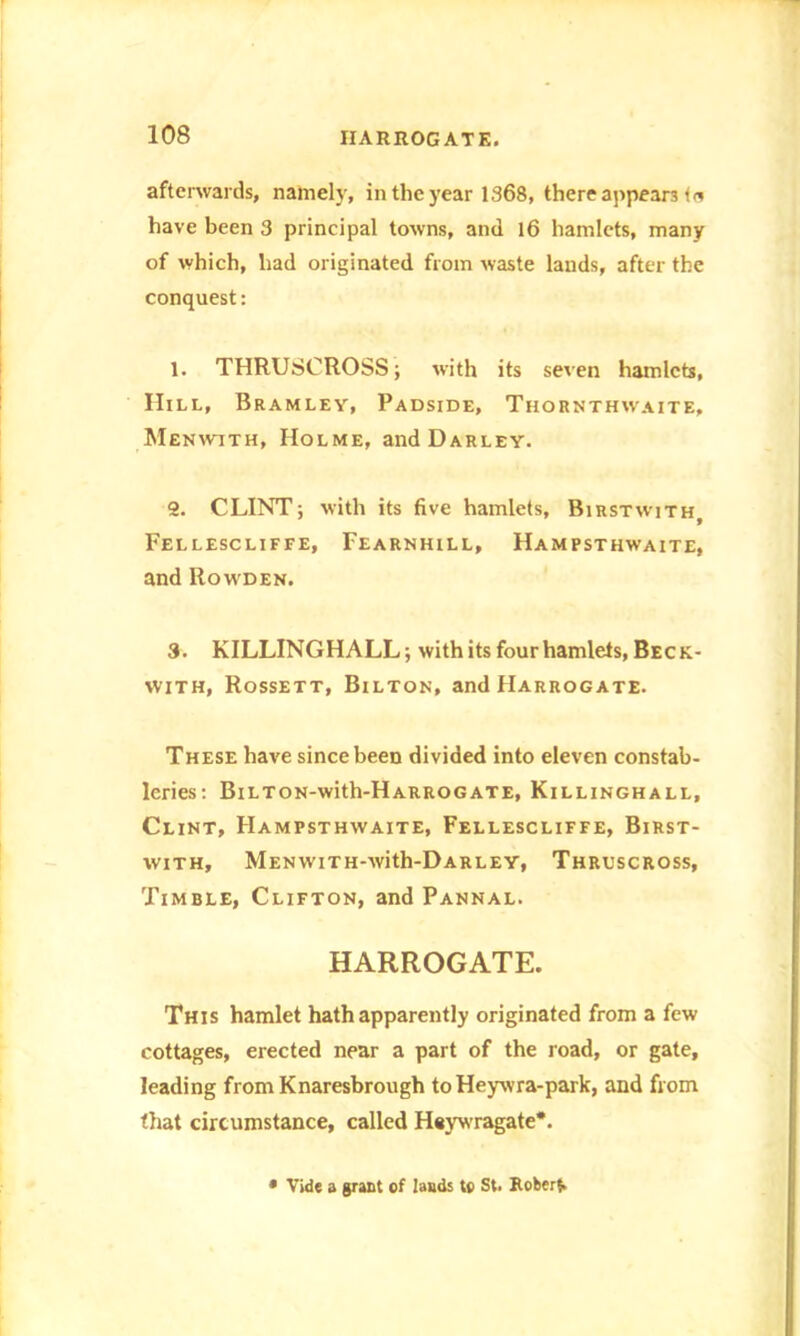 108 HARROGATE.
afterwards, namely, in the year 1368, there appears to
have been 3 principal towns, and 16 hamlets, many
of which, had originated from waste lands, after the
conquest:
1. THRUSCROSS; with its seven hamlets,
HILL, BRAMLEY, PADSIDE, THORNTHWAITE,
MENWITH, HOLME, and DARLEY.
2. CLINT; with its five hamlets, BIRSTWITH,
FELLESCLIFFE, FEARNHILL, HAMPSTHWAITE,
and ROWDEN.
3. KILLINGHALL; with its four hamlets, BECK-
WITH, ROSSETT, BILTON, and HARROGATE.
THESE have since been divided into eleven constab-
leries: BILTON-with-HARROGATE, KILLINGHALL,
CLINT, HAMPSTHWAITE, FELLESCLIFFE, BIRST-
WITH, MENWITH-with-DARLEY, THRUSCROSS,
TIMBLE, CLIFTON, and PANNAL.
HARROGATE.
THIS hamlet hath apparently originated from a few
cottages, erected near a part of the road, or gate,
leading from Knaresbrough to Heywra-park, and from
that circumstance, called Heywragate*.
* Vide a grant of lands to St. Robert.